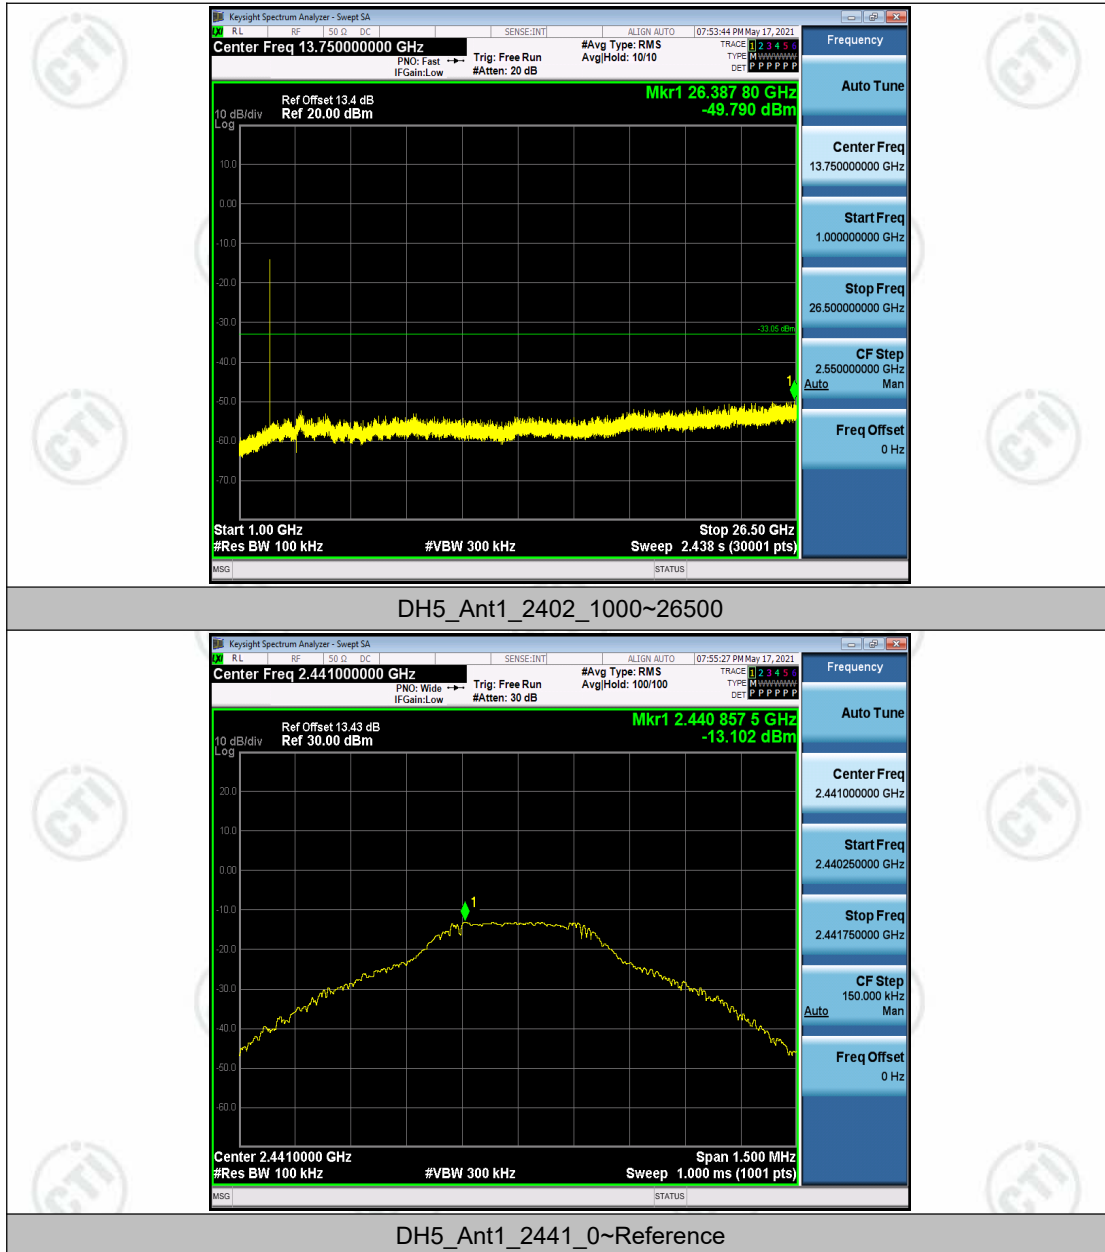 Keysight Spectrum Analyzer - Swept SA
RL RF 50 Ω DC SENSE:INT ALIGN AUTO 07:53:44 PM May 17, 2021
Center Freq 13.750000000 GHz
PNO: Fast
IFGain:Low
Trig: Free Run
#Atten: 20 dB
#Avg Type: RMS
Avg|Hold: 10/10
TRACE 1 2 3 4 5 6
TYPE M WWWWW
DET P P P P P P
Frequency
Auto Tune
Mkr1 26.387 80 GHz
-49.790 dBm
Ref Offset 13.4 dB
10 dB/div Ref 20.00 dBm
Log
10.0
0.00
-10.0
-20.0
-30.0
-40.0
-50.0
-60.0
-70.0
-33.05 dBm
1
Center Freq
13.750000000 GHz
Start Freq
1.000000000 GHz
Stop Freq
26.500000000 GHz
CF Step
2.550000000 GHz
Auto Man
Freq Offset
0 Hz
Start 1.00 GHz Stop 26.50 GHz
#Res BW 100 kHz #VBW 300 kHz Sweep 2.438 s (30001 pts)
MSG STATUS
DH5_Ant1_2402_1000~26500
Keysight Spectrum Analyzer - Swept SA
RL RF 50 Ω DC SENSE:INT ALIGN AUTO 07:55:27 PM May 17, 2021
Center Freq 2.441000000 GHz
PNO: Wide
IFGain:Low
Trig: Free Run
#Atten: 30 dB
#Avg Type: RMS
Avg|Hold: 100/100
TRACE 1 2 3 4 5 6
TYPE M WWWWW
DET P P P P P P
Frequency
Auto Tune
Mkr1 2.440 857 5 GHz
-13.102 dBm
Ref Offset 13.43 dB
10 dB/div Ref 30.00 dBm
Log
20.0
10.0
0.00
-10.0
-20.0
-30.0
-40.0
-50.0
-60.0
1
Center Freq
2.441000000 GHz
Start Freq
2.440250000 GHz
Stop Freq
2.441750000 GHz
CF Step
150.000 kHz
Auto Man
Freq Offset
0 Hz
Center 2.4410000 GHz Span 1.500 MHz
#Res BW 100 kHz #VBW 300 kHz Sweep 1.000 ms (1001 pts)
MSG STATUS
DH5_Ant1_2441_0~Reference
CTI
CTI
CTI
CTI
CTI
CTI
CTI
CTI